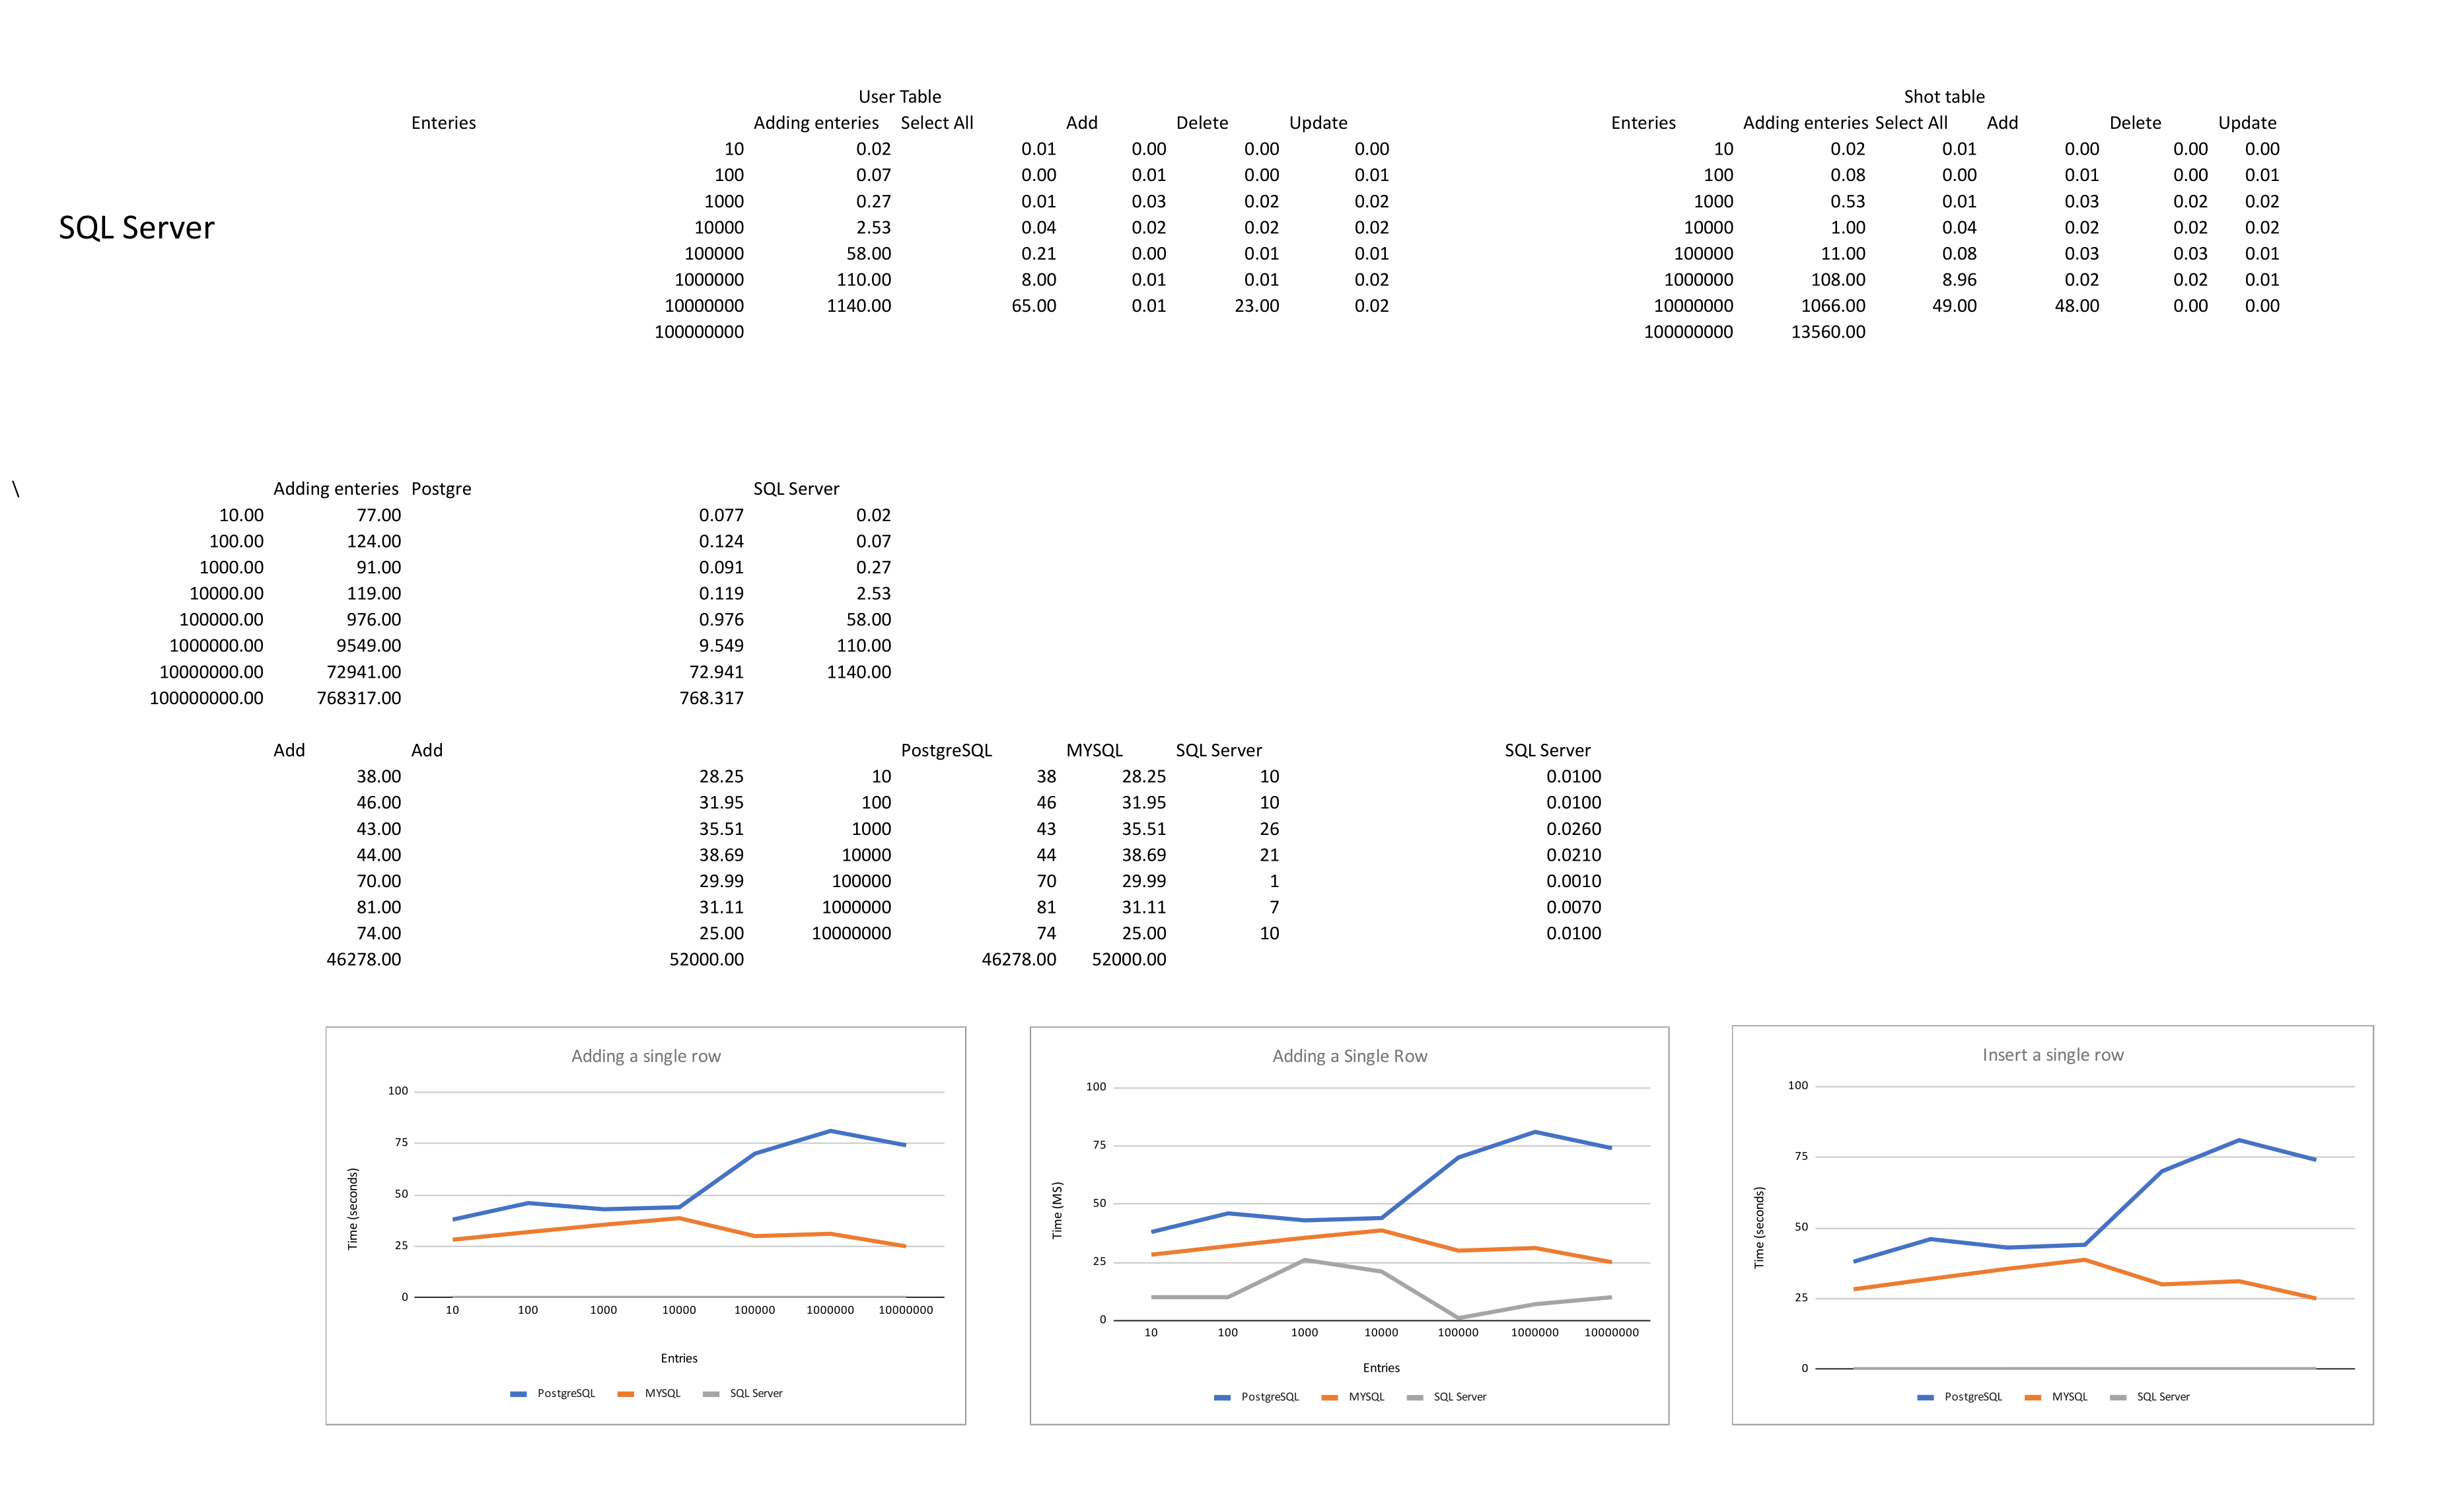 User Table Shot table
Enteries Adding enteries Select All Add Delete Update Enteries Adding enteries Select All Add Delete Update
10 0.02 0.01 0.00 0.00 0.00 10 0.02 0.01 0.00 0.00 0.00
100 0.07 0.00 0.01 0.00 0.01 100 0.08 0.00 0.01 0.00 0.01
1000 0.27 0.01 0.03 0.02 0.02 1000 0.53 0.01 0.03 0.02 0.02
SQL Server 10000 2.53 0.04 0.02 0.02 0.02 10000 1.00 0.04 0.02 0.02 0.02
100000 58.00 0.21 0.00 0.01 0.01 100000 11.00 0.08 0.03 0.03 0.01
1000000 110.00 8.00 0.01 0.01 0.02 1000000 108.00 8.96 0.02 0.02 0.01
10000000 1140.00 65.00 0.01 23.00 0.02 10000000 1066.00 49.00 48.00 0.00 0.00
100000000 100000000 13560.00
\ Adding enteries Postgre SQL Server
10.00 77.00 0.077 0.02
100.00 124.00 0.124 0.07
1000.00 91.00 0.091 0.27
10000.00 119.00 0.119 2.53
100000.00 976.00 0.976 58.00
1000000.00 9549.00 9.549 110.00
10000000.00 72941.00 72.941 1140.00
100000000.00 768317.00 768.317
Add Add PostgreSQL MYSQL SQL Server SQL Server
38.00 28.25 10 38 28.25 10 0.0100
46.00 31.95 100 46 31.95 10 0.0100
43.00 35.51 1000 43 35.51 26 0.0260
44.00 38.69 10000 44 38.69 21 0.0210
70.00 29.99 100000 70 29.99 1 0.0010
81.00 31.11 1000000 81 31.11 7 0.0070
74.00 25.00 10000000 74 25.00 10 0.0100
46278.00 52000.00 46278.00 52000.00
Adding a single row
Time (seconds)
100
75
50
25
0
10 100 1000 10000 100000 1000000 10000000
Entries
PostgreSQL MYSQL SQL Server
Adding a Single Row
Time (MS)
100
75
50
25
0
10 100 1000 10000 100000 1000000 10000000
Entries
PostgreSQL MYSQL SQL Server
Insert a single row
Time (seconds)
100
75
50
25
0
PostgreSQL MYSQL SQL Server